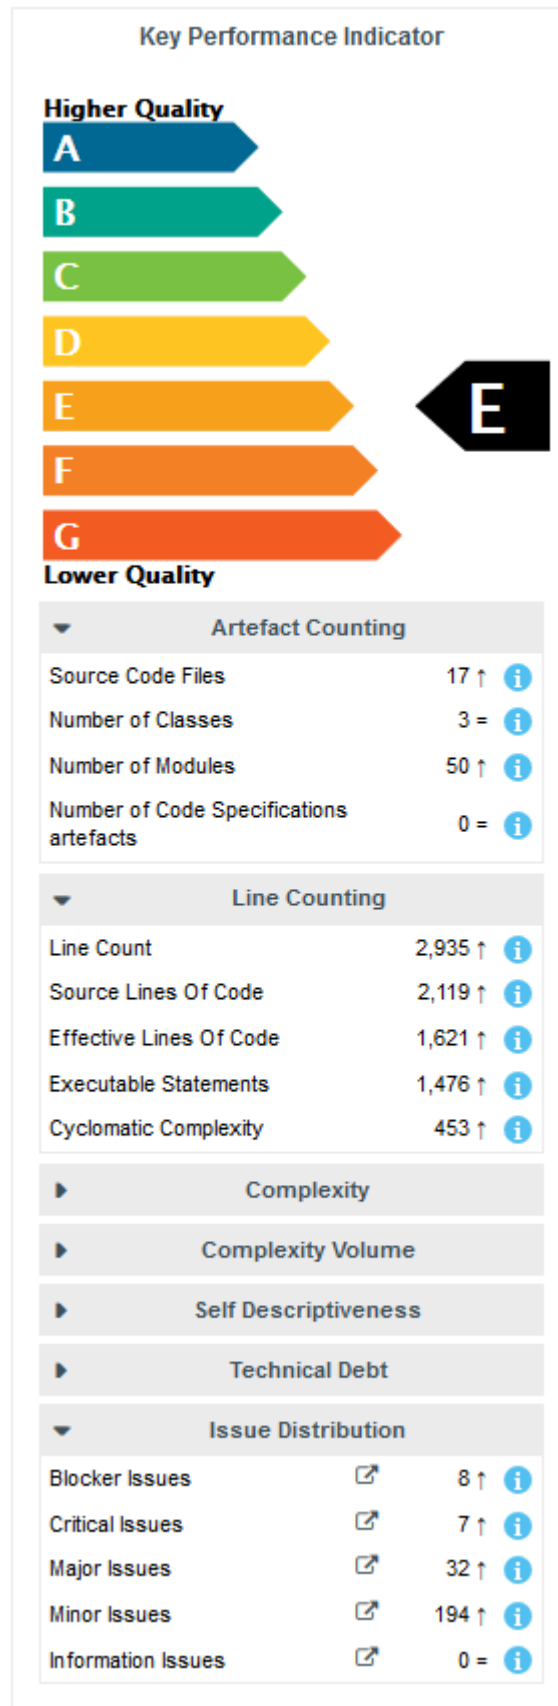 Key Performance Indicator
Higher Quality
A
B
C
D
E
E
F
G
Lower Quality
Artefact Counting
Source Code Files 17 ↑
Number of Classes 3 =
Number of Modules 50 ↑
Number of Code Specifications
artefacts 0 =
Line Counting
Line Count 2,935 ↑
Source Lines Of Code 2,119 ↑
Effective Lines Of Code 1,621 ↑
Executable Statements 1,476 ↑
Cyclomatic Complexity 453 ↑
Complexity
Complexity Volume
Self Descriptiveness
Technical Debt
Issue Distribution
Blocker Issues 8 ↑
Critical Issues 7 ↑
Major Issues 32 ↑
Minor Issues 194 ↑
Information Issues 0 =